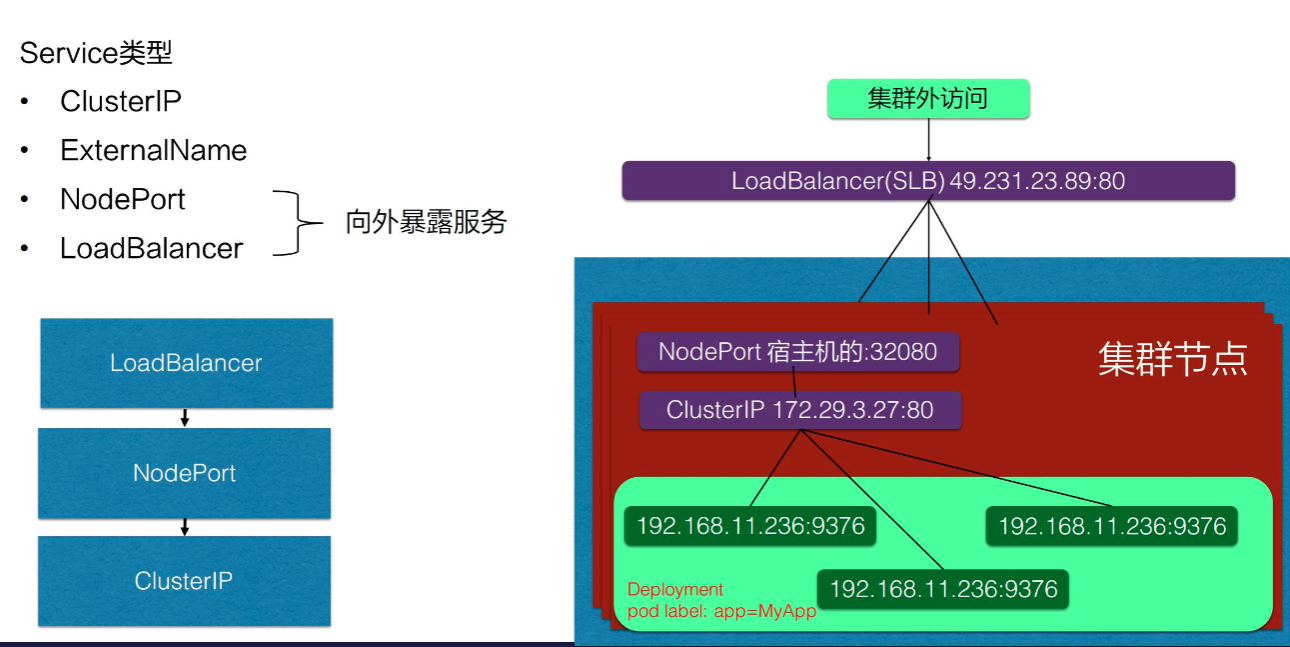 Service类型
• ClusterIP
• ExternalName
• NodePort
• LoadBalancer
向外暴露服务
LoadBalancer
NodePort
ClusterIP
集群外访问
LoadBalancer(SLB) 49.231.23.89:80
集群节点
NodePort 宿主机的:32080
ClusterIP 172.29.3.27:80
192.168.11.236:9376
192.168.11.236:9376
192.168.11.236:9376
Deployment
pod label: app=MyApp